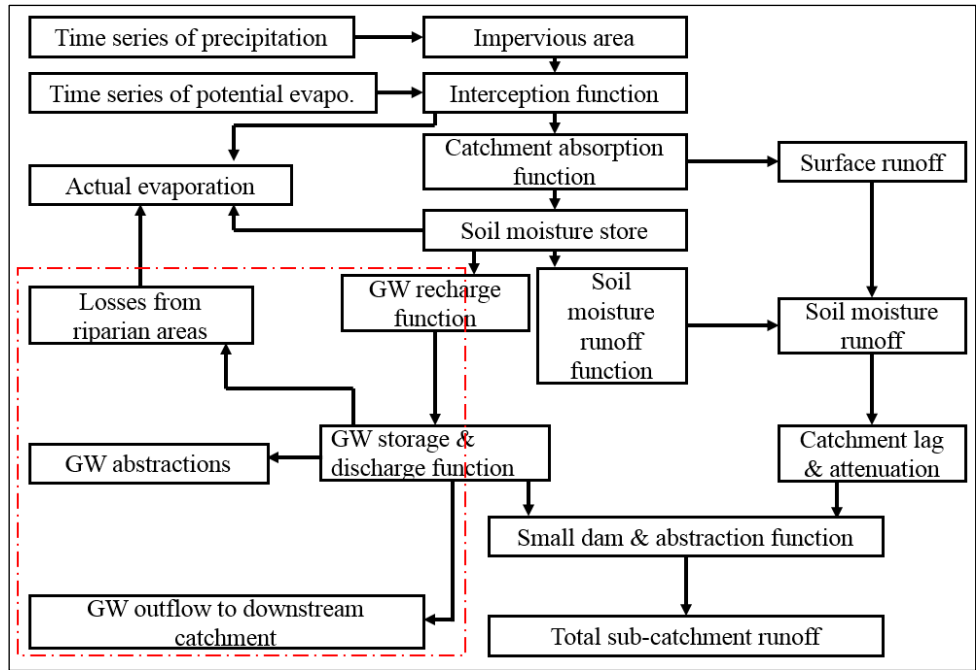 Time series of precipitation
Impervious area
Time series of potential evapo.
Interception function
Catchment absorption
function
Surface runoff
Actual evaporation
Soil moisture store
Losses from
riparian areas
GW recharge
function
Soil
moisture
runoff
function
Soil moisture
runoff
GW abstractions
GW storage &
discharge function
Catchment lag
& attenuation
Small dam & abstraction function
GW outflow to downstream
catchment
Total sub-catchment runoff